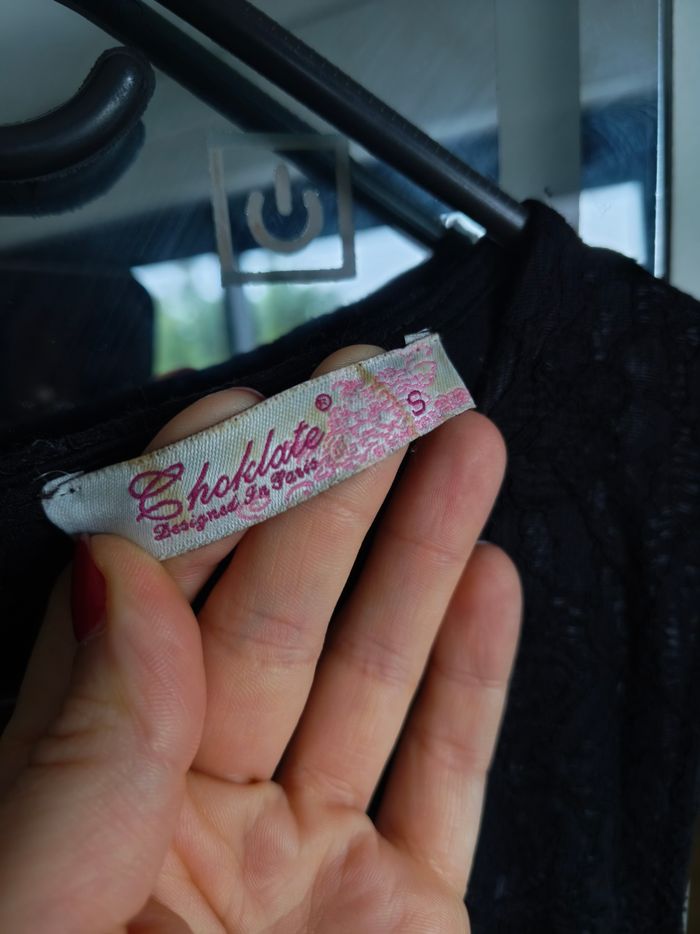 Choklate®
Designed In Paris
S